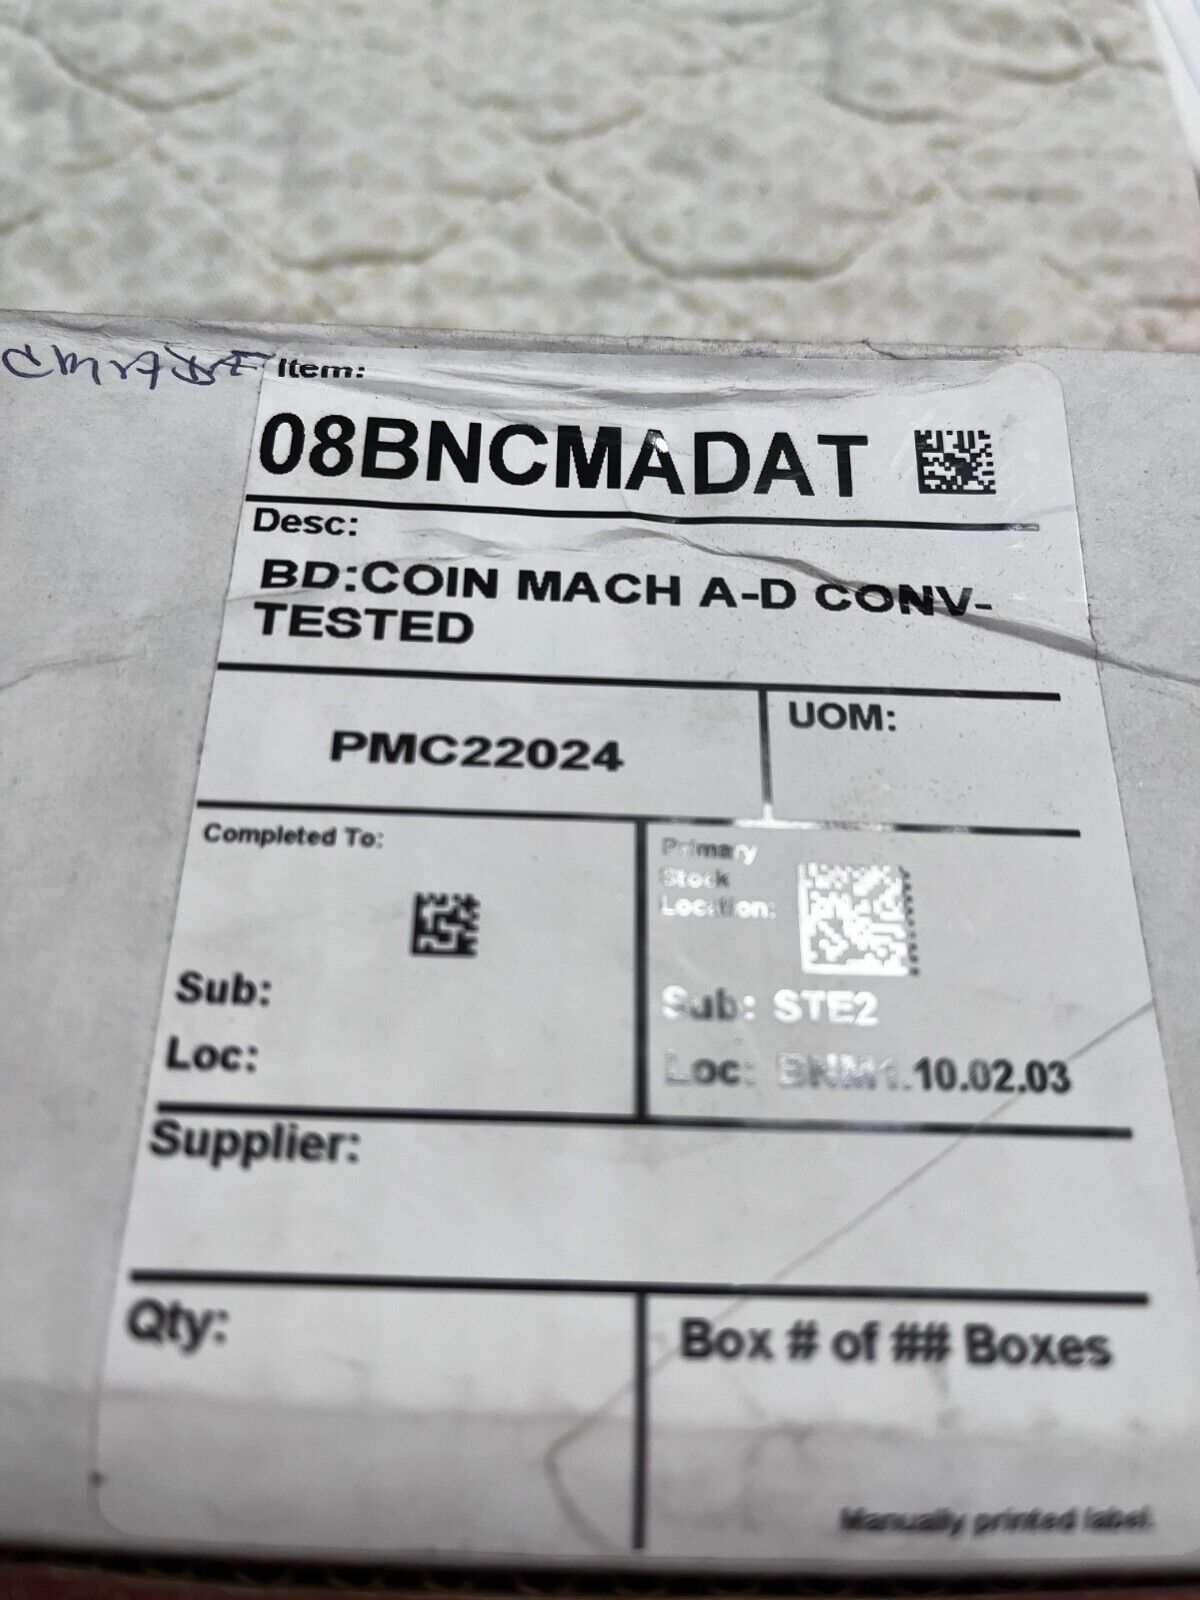 Item:
08BNCMADAT
Desc:
BD:COIN MACH A-D CONV-
TESTED
PMC22024
UOM:
Completed To:
Sub:
Loc:
Primary
Stock
Location:
Sub: STE2
Loc: BNM1.10.02.03
Supplier:
Qty:
Box # of ## Boxes
Manually printed label.